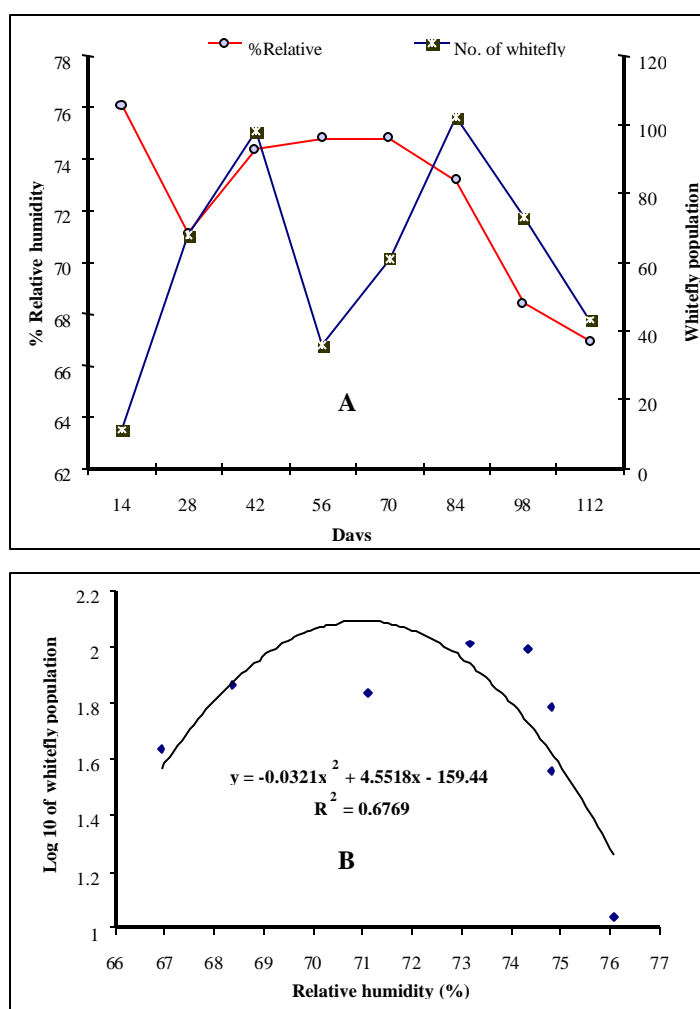 %Relative No. of whitefly
78
76
74
72
70
68
66
64
62
120
100
80
60
40
20
0
% Relative humidity
Whitefly population
A
14 28 42 56 70 84 98 112
Days
2.2
2
1.8
1.6
1.4
1.2
1
Log 10 of whitefly population
y = -0.0321x² + 4.5518x - 159.44
R² = 0.6769
B
66 67 68 69 70 71 72 73 74 75 76 77
Relative humidity (%)